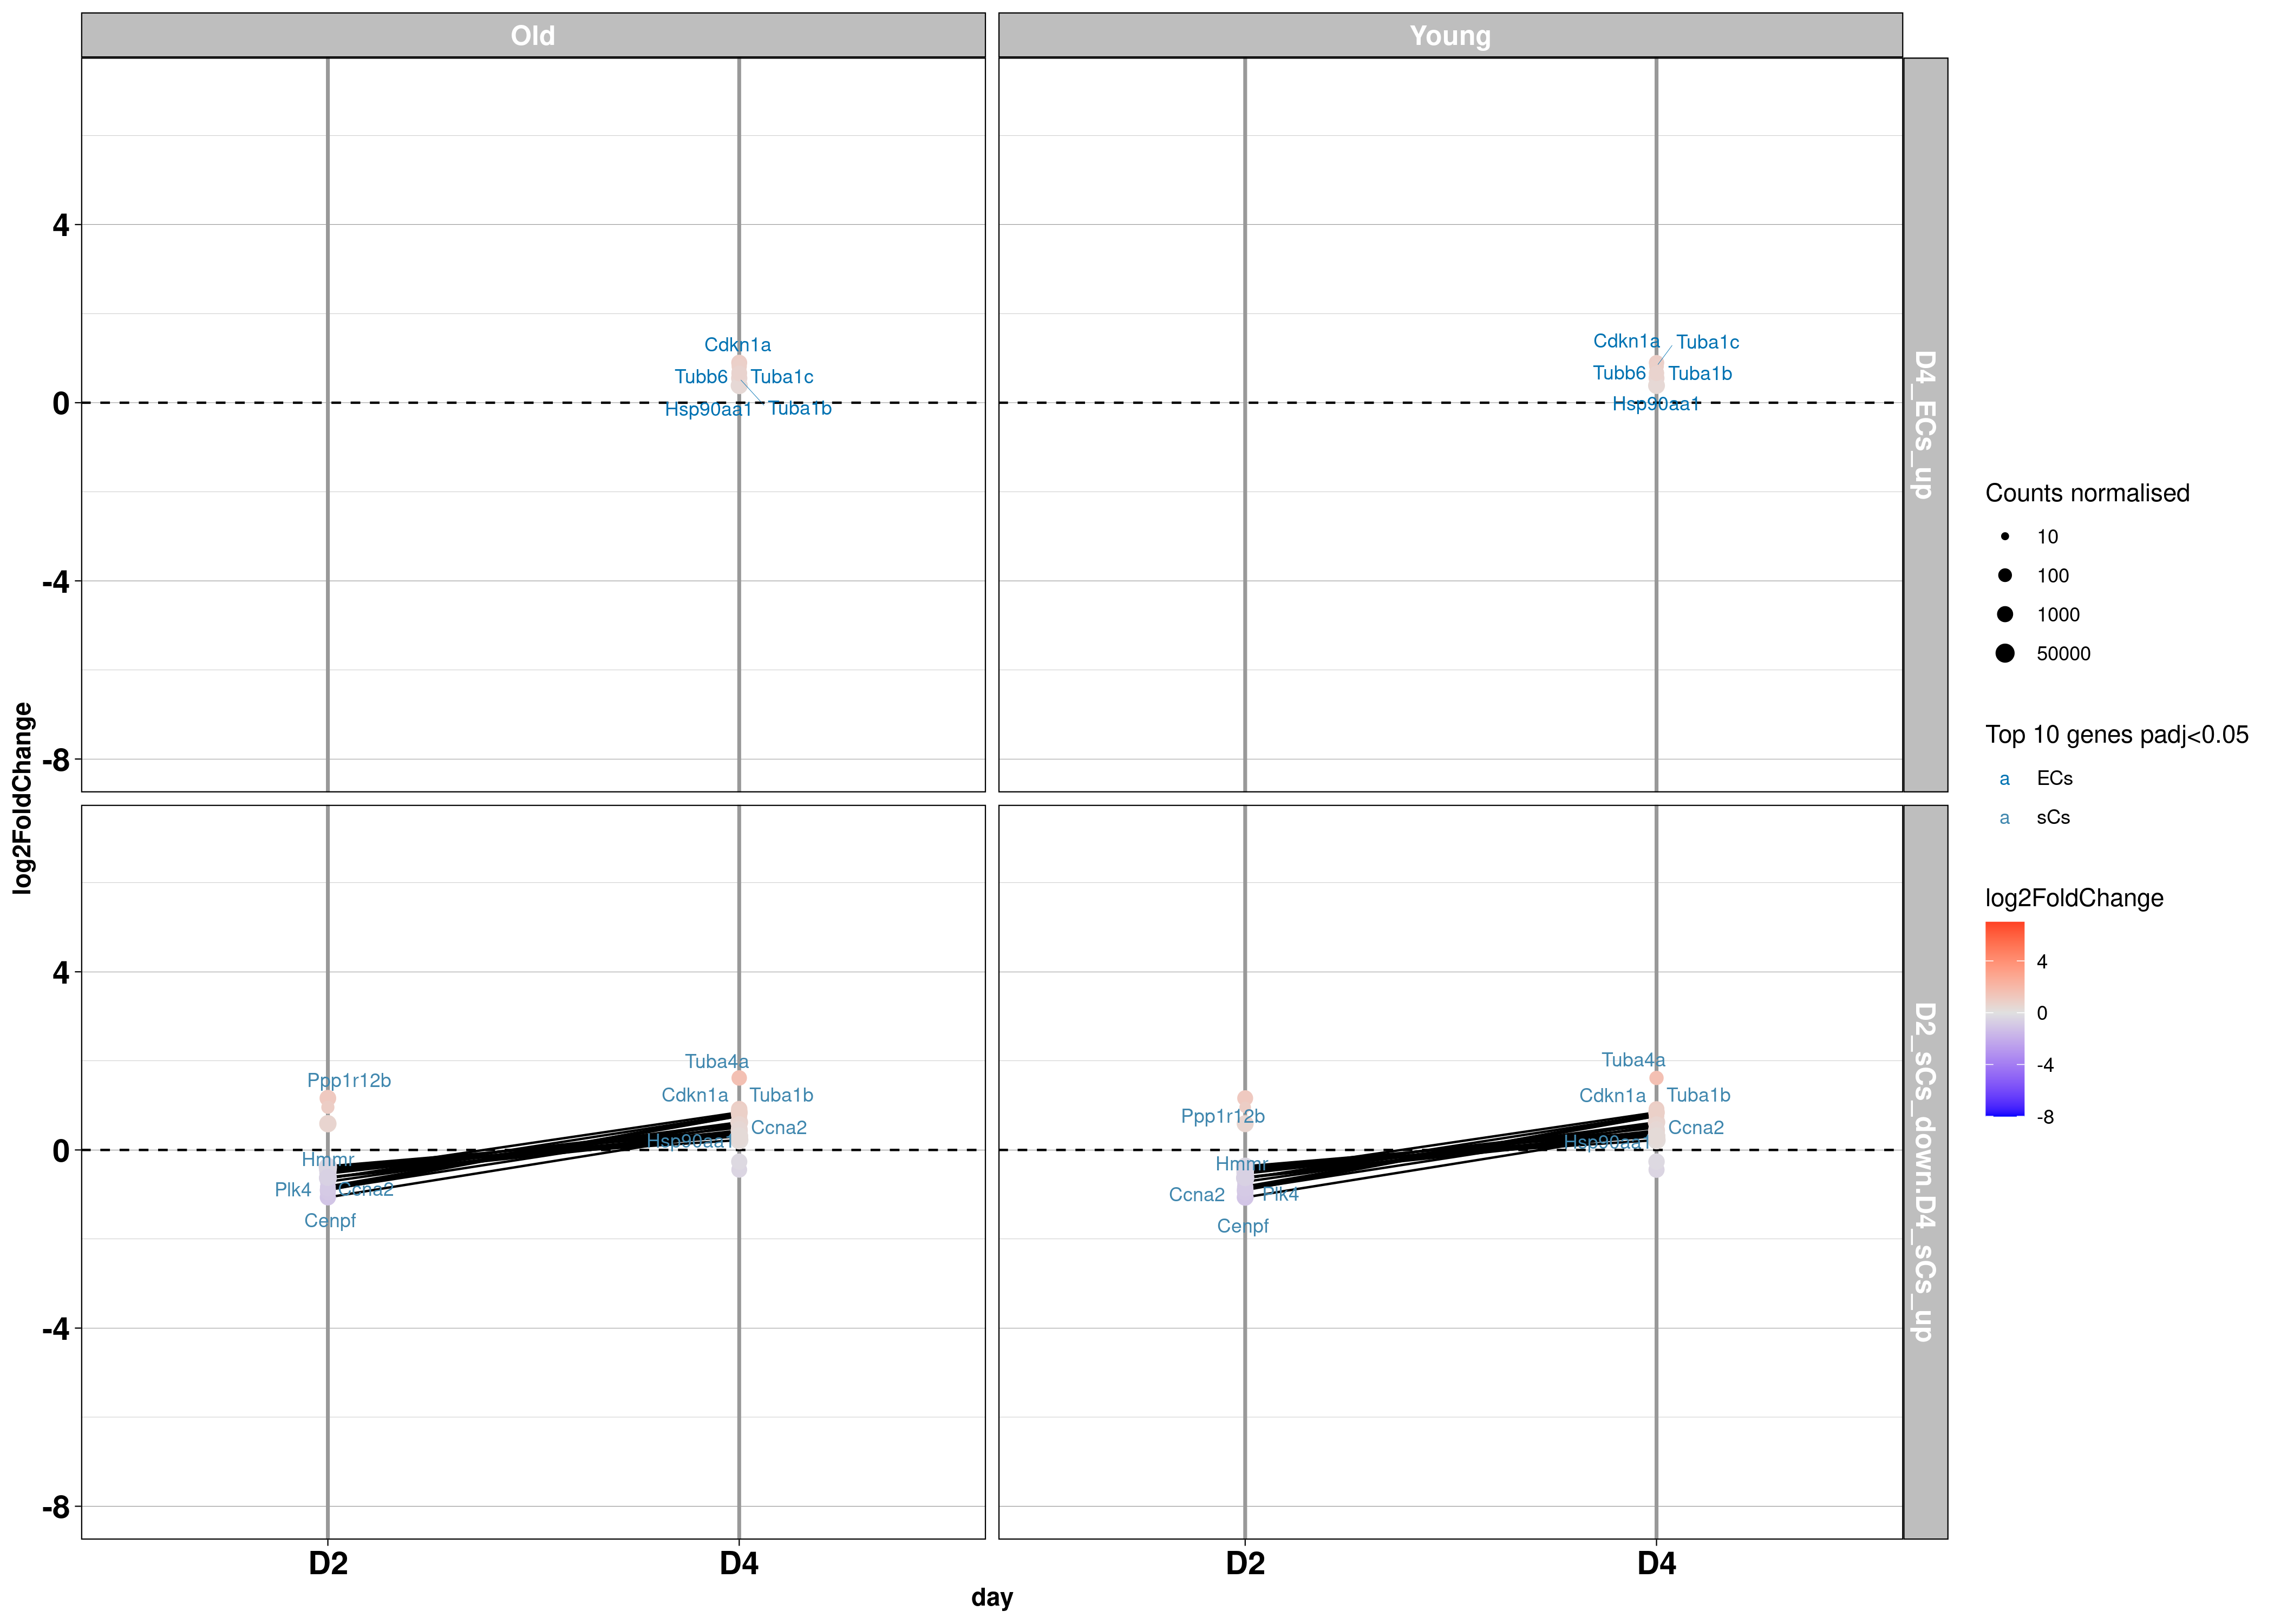 Old
Young
Cdkn1a
Tubb6
Tuba1c
Hsp90aa1
Tuba1b
Cdkn1a
Tuba1c
Tubb6
Tuba1b
Hsp90aa1
D4_ECs_up
4
0
-4
-8
log2FoldChange
Ppp1r12b
Hmmr
Plk4
Ccna2
Cenpf
Tuba4a
Cdkn1a
Tuba1b
Ccna2
Hsp90aa1
Ppp1r12b
Hmmr
Ccna2
Plk4
Cenpf
Tuba4a
Cdkn1a
Tuba1b
Ccna2
Hsp90aa1
D2_sCs_down.D4_sCs_up
4
0
-4
-8
D2
D4
D2
D4
day
Counts normalised
10
100
1000
50000
Top 10 genes padj<0.05
a ECs
a sCs
log2FoldChange
4
0
-4
-8